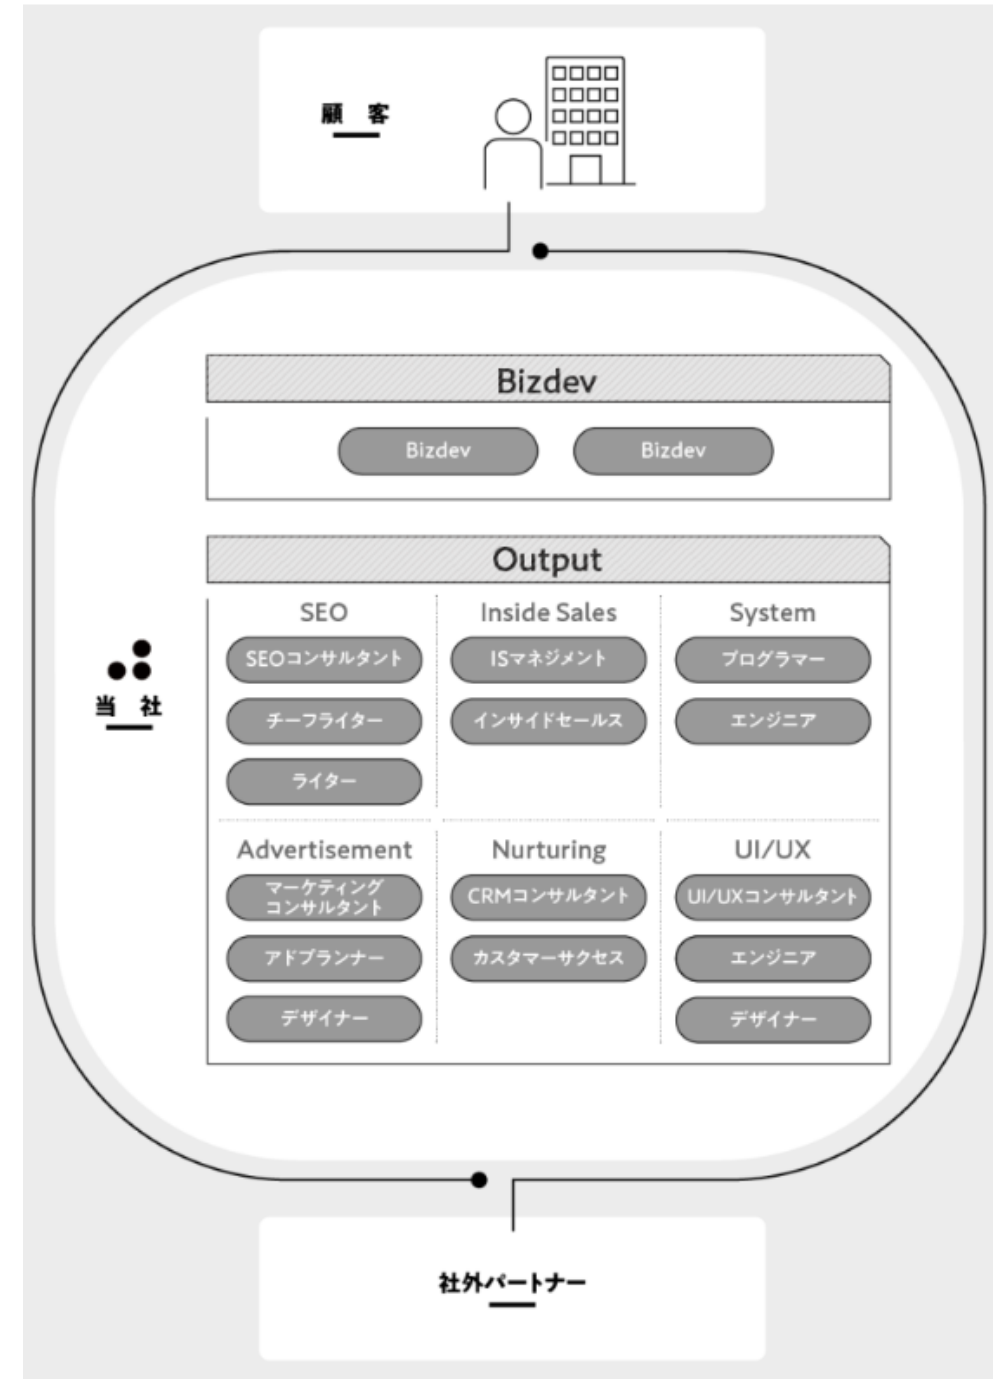 顧 客
Bizdev
Bizdev
Bizdev
Output
SEO
SEOコンサルタント
チーフライター
ライター
Inside Sales
ISマネジメント
インサイドセールス
System
プログラマー
エンジニア
当 社
Advertisement
マーケティング
コンサルタント
アドプランナー
デザイナー
Nurturing
CRMコンサルタント
カスタマーサクセス
UI/UX
UI/UXコンサルタント
エンジニア
デザイナー
社外パートナー